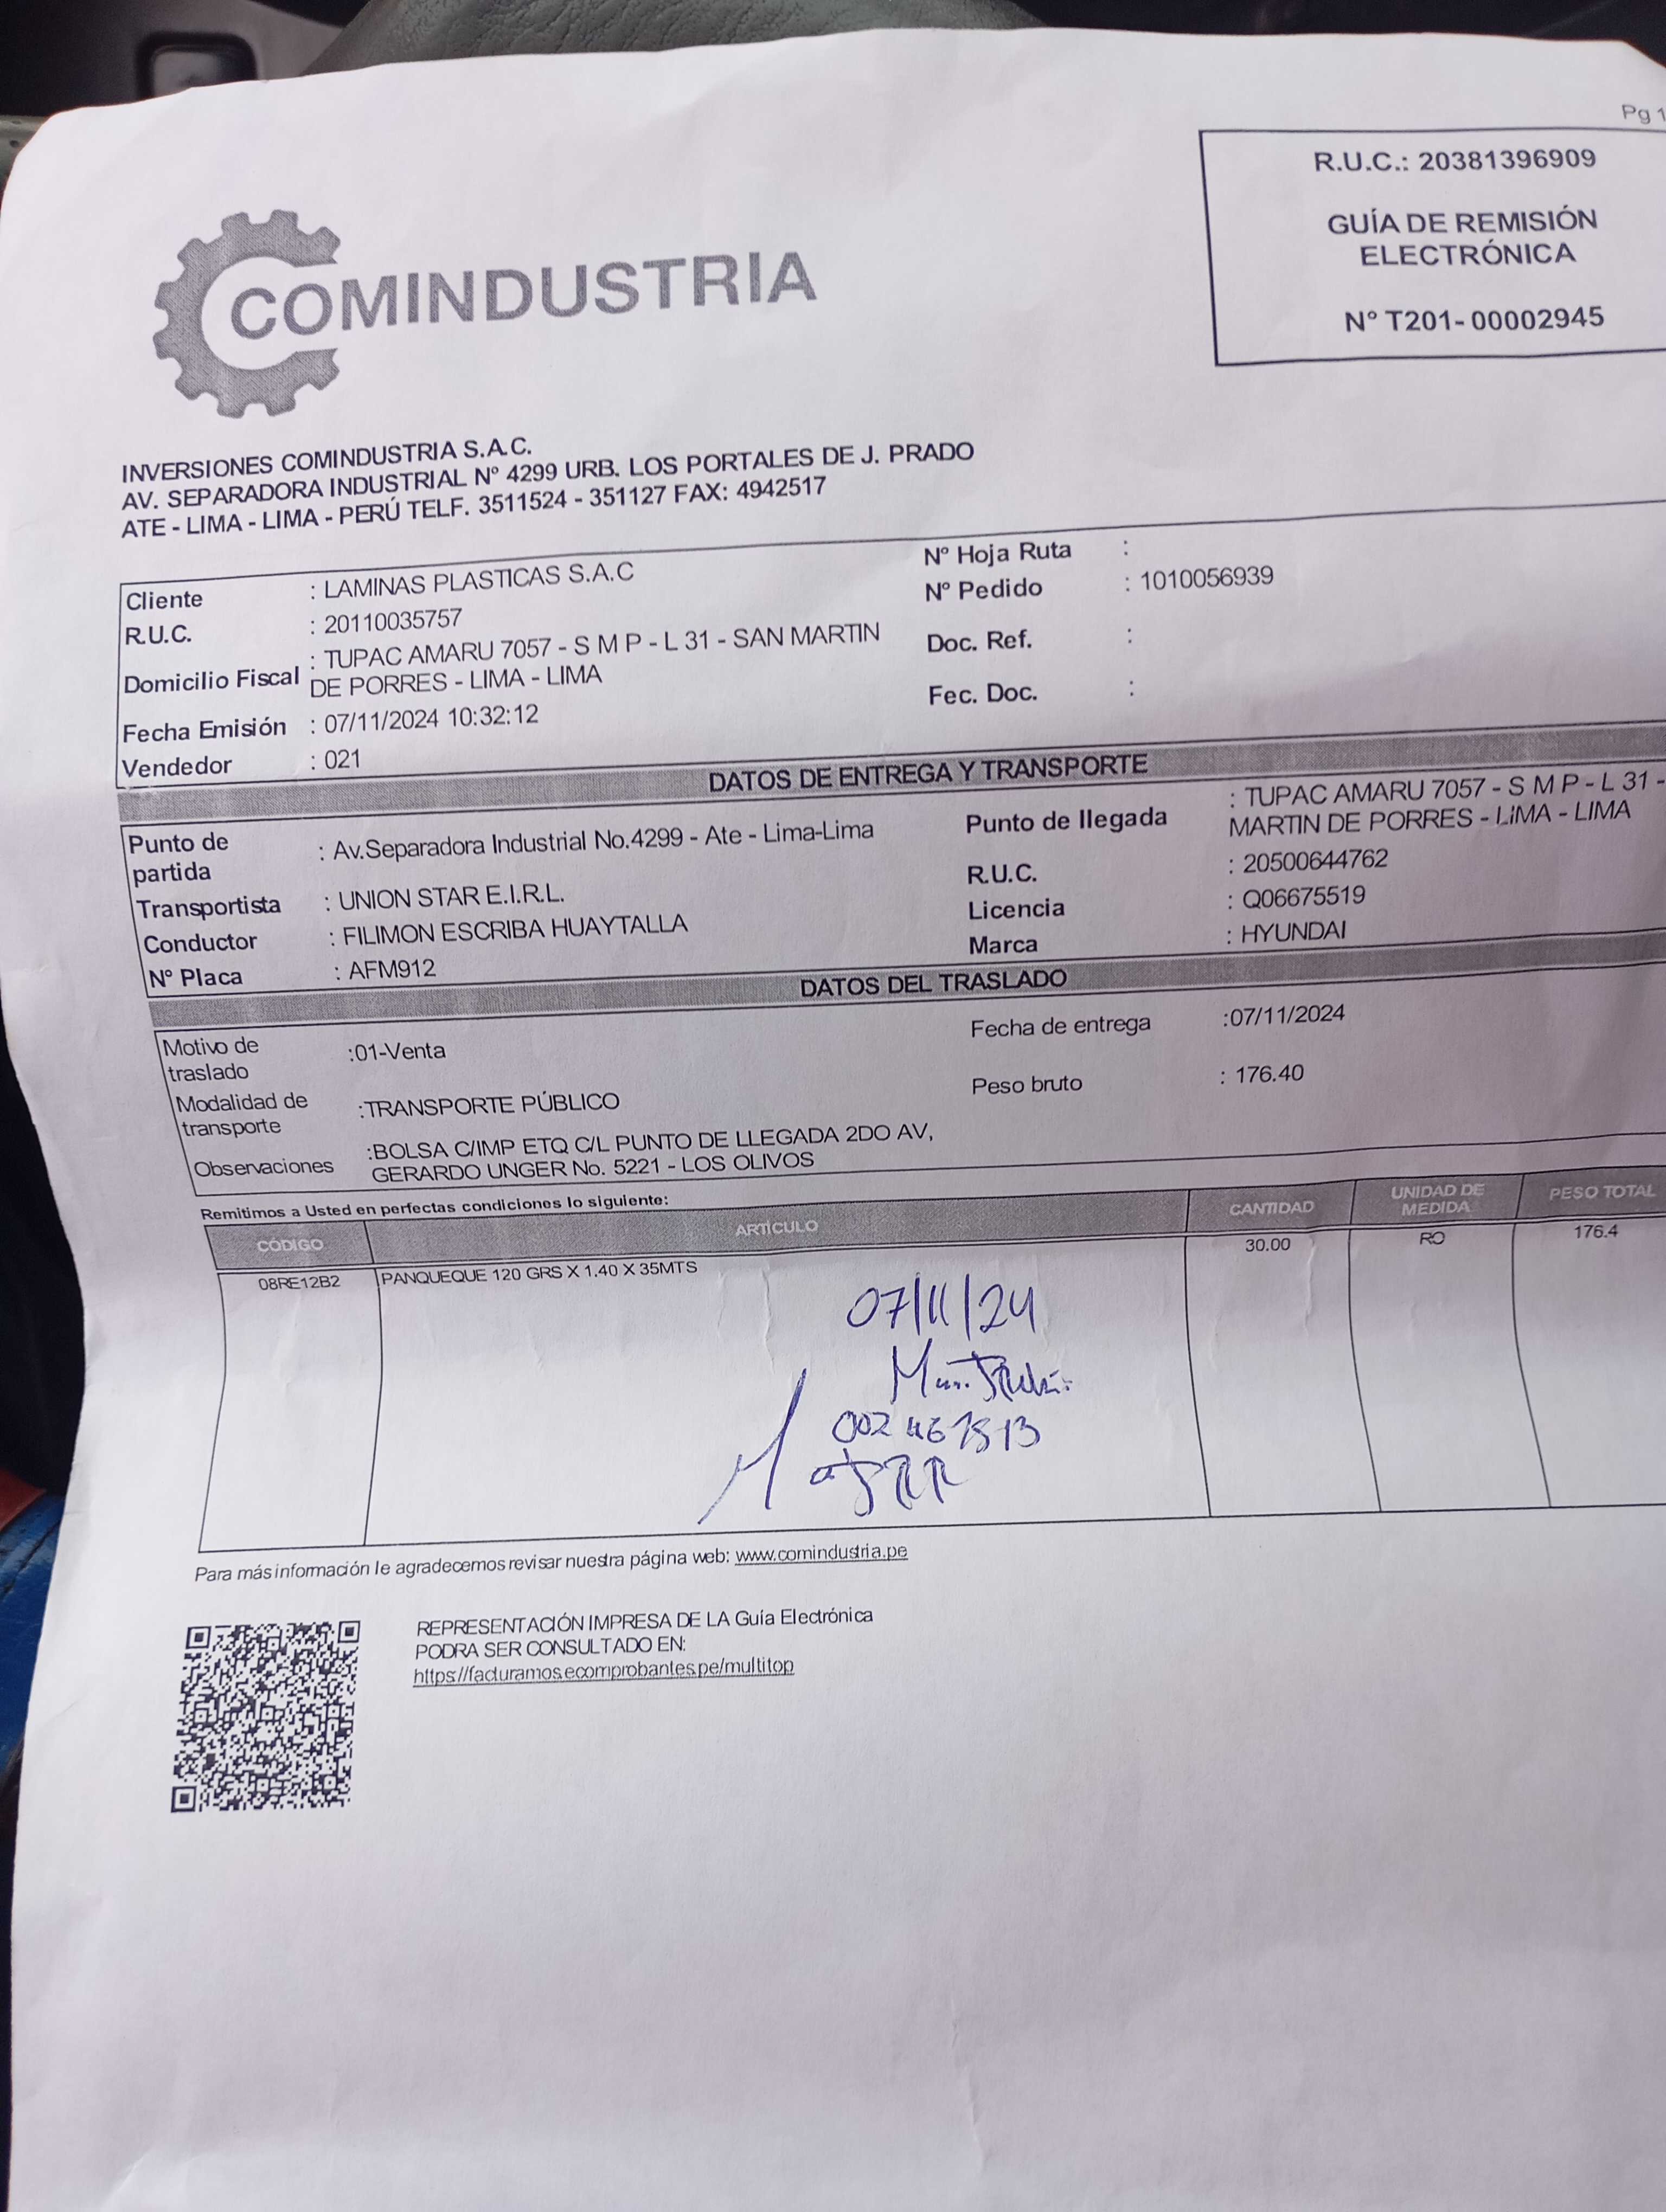 Pg 1
R.U.C.: 20381396909
GUÍA DE REMISIÓN
ELECTRÓNICA
Nº T201- 00002945
COMINDUSTRIA
INVERSIONES COMINDUSTRIA S.A.C.
AV. SEPARADORA INDUSTRIAL Nº 4299 URB. LOS PORTALES DE J. PRADO
ATE - LIMA - LIMA - PERÚ TELF. 3511524 - 351127 FAX: 4942517
Cliente : LAMINAS PLASTICAS S.A.C Nº Hoja Ruta :
R.U.C. : 20110035757 Nº Pedido : 1010056939
Domicilio Fiscal : TUPAC AMARU 7057 - S M P - L 31 - SAN MARTIN Doc. Ref. :
DE PORRES - LIMA - LIMA
Fecha Emisión : 07/11/2024 10:32:12 Fec. Doc. :
Vendedor : 021
DATOS DE ENTREGA Y TRANSPORTE
Punto de partida : Av.Separadora Industrial No.4299 - Ate - Lima-Lima Punto de llegada : TUPAC AMARU 7057 - S M P - L 31 -
MARTIN DE PORRES - LIMA - LIMA
Transportista : UNION STAR E.I.R.L. R.U.C. : 20500644762
Conductor : FILIMON ESCRIBA HUAYTALLA Licencia : Q06675519
Nº Placa : AFM912 Marca : HYUNDAI
DATOS DEL TRASLADO
Motivo de traslado :01-Venta Fecha de entrega :07/11/2024
Modalidad de transporte :TRANSPORTE PÚBLICO Peso bruto : 176.40
Observaciones :BOLSA C/IMP ETQ C/L PUNTO DE LLEGADA 2DO AV,
GERARDO UNGER No. 5221 - LOS OLIVOS
Remitimos a Usted en perfectas condiciones lo siguiente:
CÓDIGO ARTÍCULO CANTIDAD UNIDAD DE MEDIDA PESO TOTAL
08RE12B2 PANQUEQUE 120 GRS X 1.40 X 35MTS 30.00 RO 176.4
07/11/24
Para más información le agradecemos revisar nuestra página web: www.comindustria.pe
REPRESENTACIÓN IMPRESA DE LA Guía Electrónica
PODRA SER CONSULTADO EN:
https://facturamos.ecomprobantes.pe/multitop